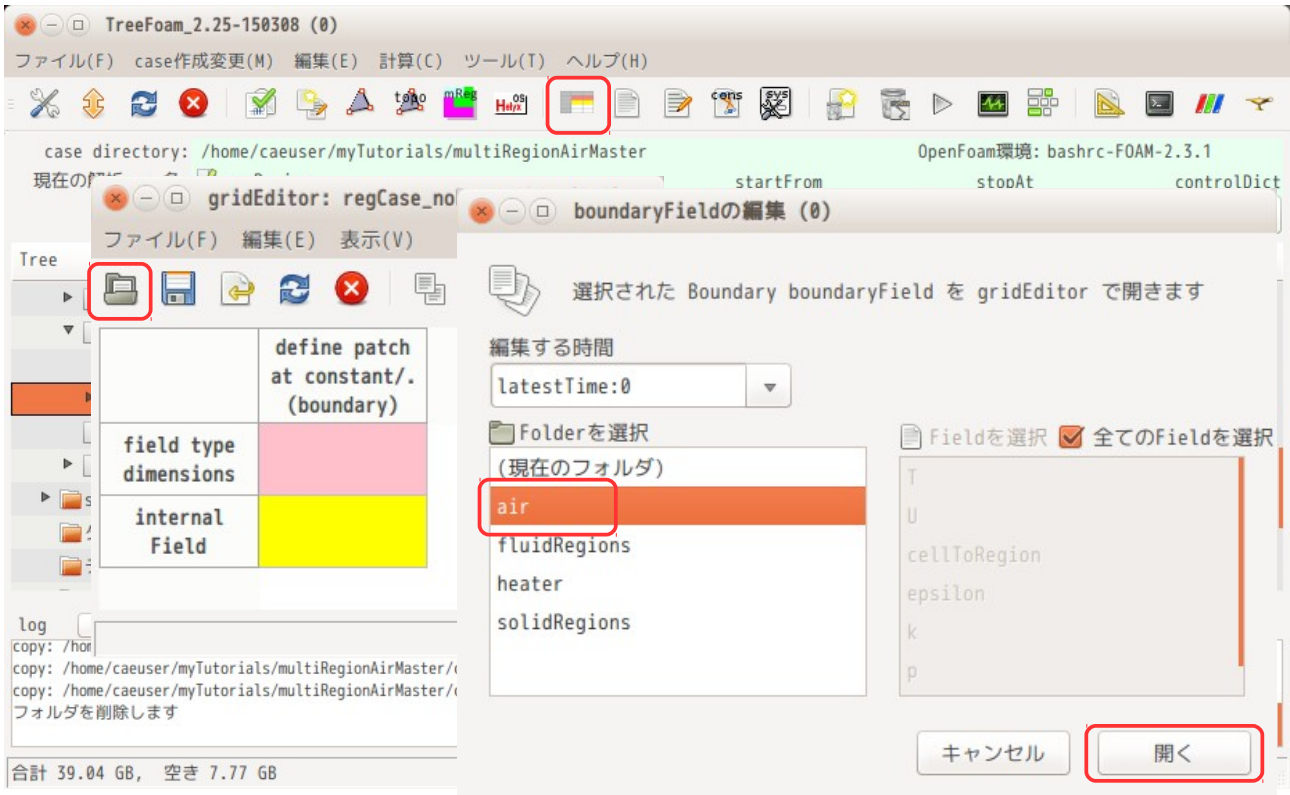 TreeFoam_2.25-150308 (0)
ファイル(F) case作成変更(M) 編集(E) 計算(C) ツール(T) ヘルプ(H)
topo mReg HelyxOS cons sys
case directory: /home/caeuser/myTutorials/multiRegionAirMaster OpenFoam環境: bashrc-FOAM-2.3.1
現在の
startFrom stopAt controlDict
gridEditor: regCase_no
ファイル(F) 編集(E) 表示(V)
define patch
at constant/.
(boundary)
field type
dimensions
internal
Field
boundaryFieldの編集 (0)
選択された Boundary boundaryField を gridEditor で開きます
編集する時間
latestTime:0
Folderを選択
(現在のフォルダ)
air
fluidRegions
heater
solidRegions
Fieldを選択 全てのFieldを選択
T
U
cellToRegion
epsilon
k
p
キャンセル 開く
Tree
s
log
copy: /hom
copy: /home/caeuser/myTutorials/multiRegionAirMaster/
copy: /home/caeuser/myTutorials/multiRegionAirMaster/
フォルダを削除します
合計 39.04 GB, 空き 7.77 GB